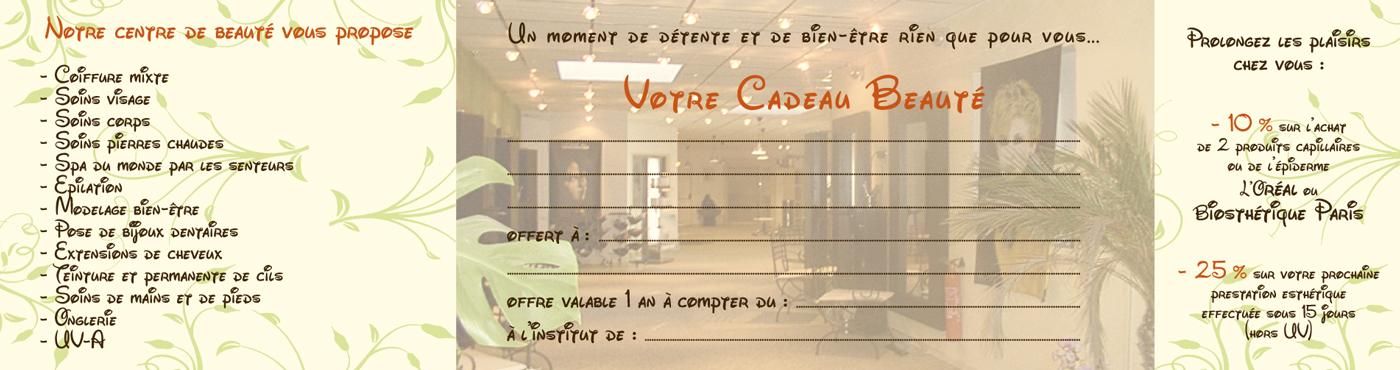 Notre centre de beauté vous propose
- Coiffure mixte
- Soins visage
- Soins corps
- Soins pierres chaudes
- Spa du monde par les senteurs
- Epilation
- Modelage bien-être
- Pose de bijoux dentaires
- Extensions de cheveux
- Teinture et permanente de cils
- Soins de mains et de pieds
- Onglerie
- UV-A
Un moment de détente et de bien-être rien que pour vous...
Votre Cadeau Beauté
offert à :
offre valable 1 an à compter du :
à l'institut de :
Prolongez les plaisirs
chez vous :
- 10 % sur l'achat
de 2 produits capillaires
ou de l'épiderme
L'Oréal ou
Biosthétique Paris
- 25 % sur votre prochaine
prestation esthétique
effectuée sous 15 jours
(hors UV)